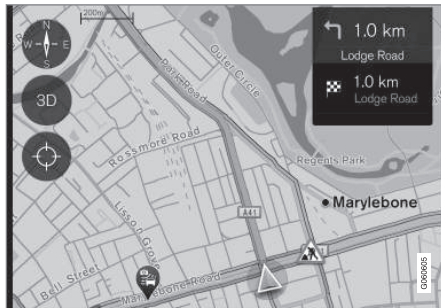 N
W E
S
200m
3D
1.0 km
Lodge Road
1.0 km
Lodge Road
Outer Circle
Park Road
Rossmore Road
Regents Park
Marylebone
A41
Lisson Grove
Bell Street
Marylebone Road
G060605